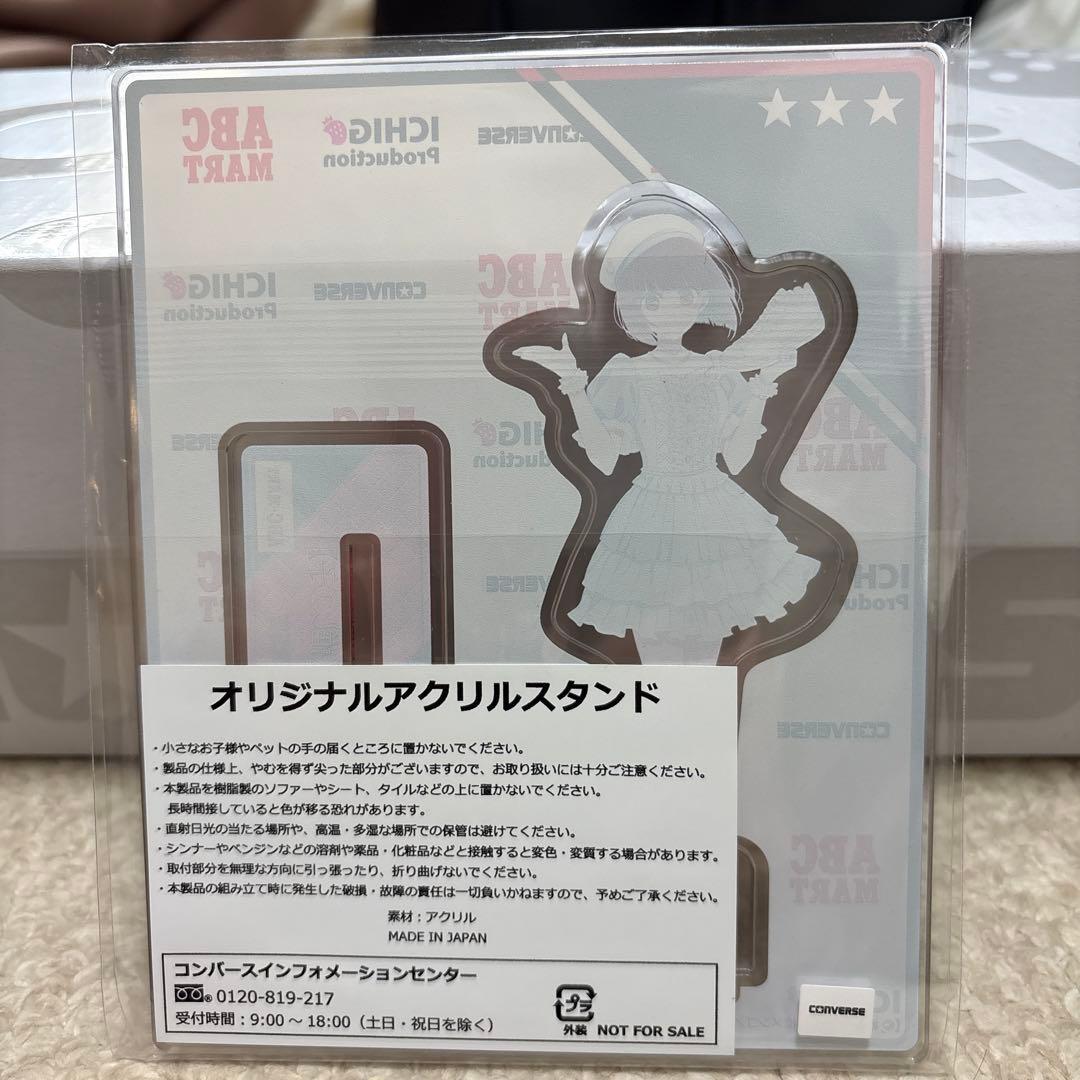 ABC
MART
ICHIGO
Production
CONVERSE
ICHIGO
Production
CONVERSE
ABC
MART
ABC
CONVERSE
ICHIGO
Production
ABC
MART
ABC
MART
CONVERSE
ICHIGO
Production
CONVERSE
ABC
MART
オリジナルアクリルスタンド
・小さなお子様やペットの手の届くところに置かないでください。
・製品の仕様上、やむを得ず尖った部分がございますので、お取り扱いには十分ご注意ください。
・本製品を樹脂製のソファーやシート、タイルなどの上に置かないでください。
長時間接していると色が移る恐れがあります。
・直射日光の当たる場所や、高温・多湿な場所での保管は避けてください。
・シンナーやベンジンなどの溶剤や薬品・化粧品などと接触すると変色・変質する場合があります。
・取付部分を無理な方向に引っ張ったり、折り曲げないでください。
・本製品の組み立て時に発生した破損・故障の責任は一切負いかねますので、予めご了承ください。
素材：アクリル
MADE IN JAPAN
コンバースインフォメーションセンター
0120-819-217
受付時間：9:00～18:00（土日・祝日を除く）
プラ
外装 NOT FOR SALE
CONVERSE